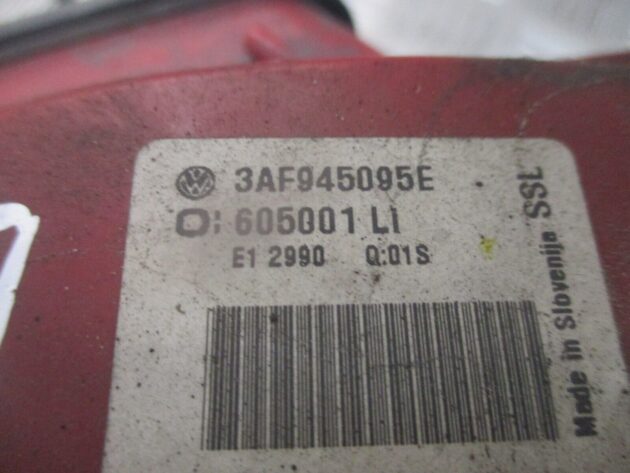 3AF945095E
O: 605001 LI
E1 2990 Q:01S
Made in Slovenija SSL